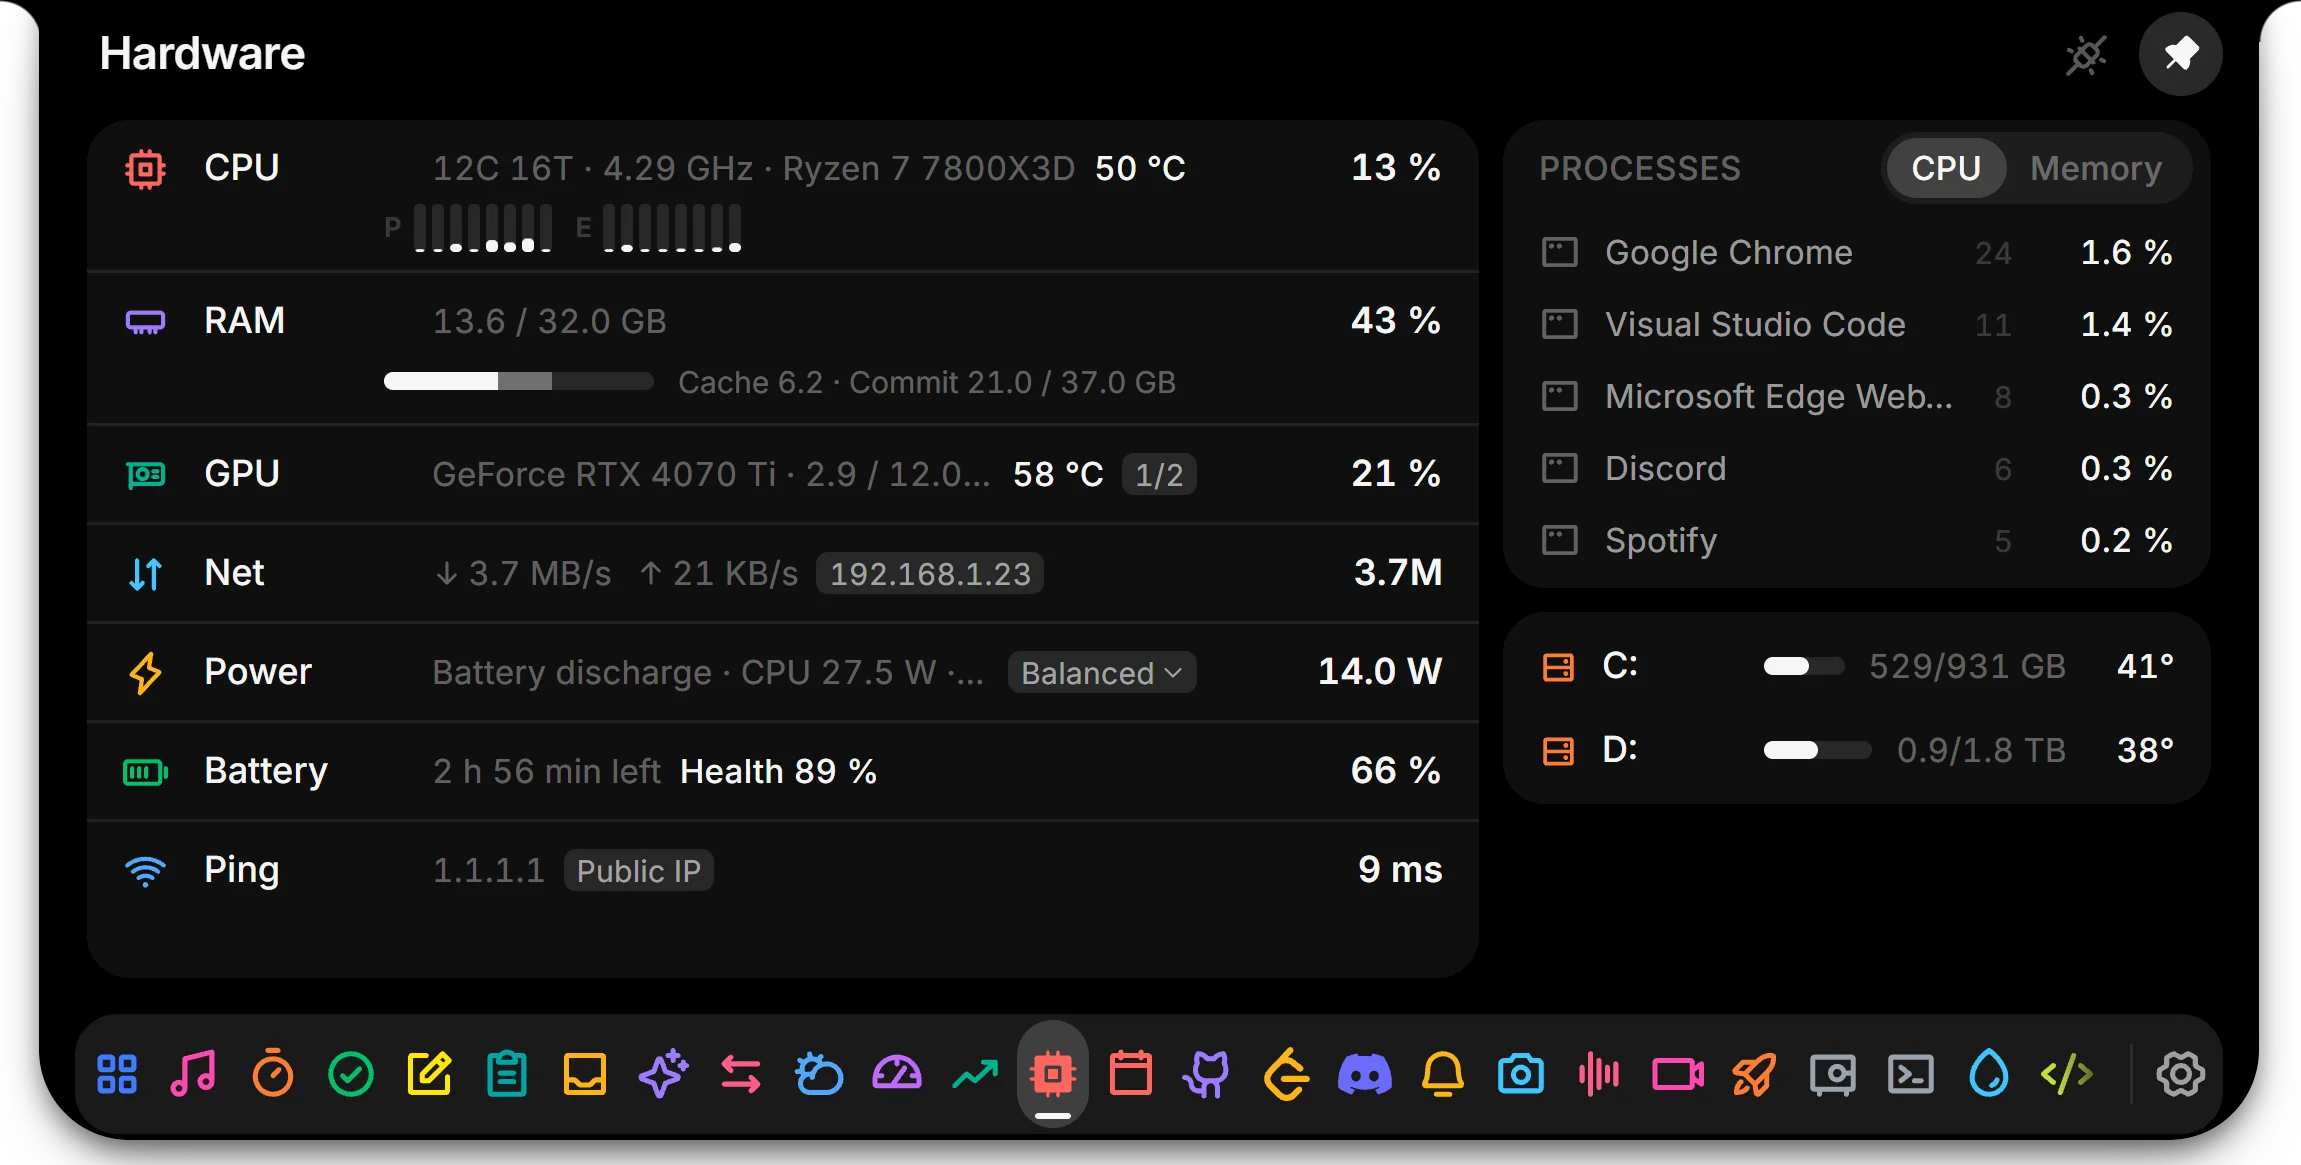 Hardware
CPU 12C 16T · 4.29 GHz · Ryzen 7 7800X3D 50 °C 13 %
P E
RAM 13.6 / 32.0 GB 43 %
Cache 6.2 · Commit 21.0 / 37.0 GB
GPU GeForce RTX 4070 Ti · 2.9 / 12.0... 58 °C 1/2 21 %
Net ↓ 3.7 MB/s ↑ 21 KB/s 192.168.1.23 3.7M
Power Battery discharge · CPU 27.5 W ·... Balanced 14.0 W
Battery 2 h 56 min left Health 89 % 66 %
Ping 1.1.1.1 Public IP 9 ms
PROCESSES CPU Memory
Google Chrome 24 1.6 %
Visual Studio Code 11 1.4 %
Microsoft Edge Web... 8 0.3 %
Discord 6 0.3 %
Spotify 5 0.2 %
C: 529/931 GB 41°
D: 0.9/1.8 TB 38°